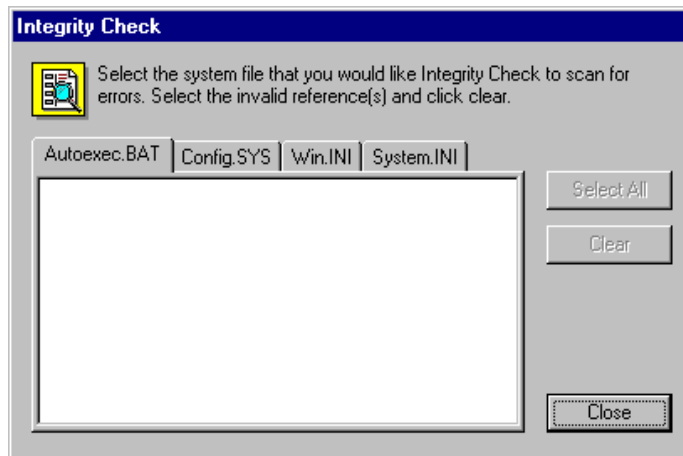 Integrity Check
Select the system file that you would like Integrity Check to scan for
errors. Select the invalid reference(s) and click clear.
Autoexec.BAT Config.SYS Win.INI System.INI
Select All
Clear
Close